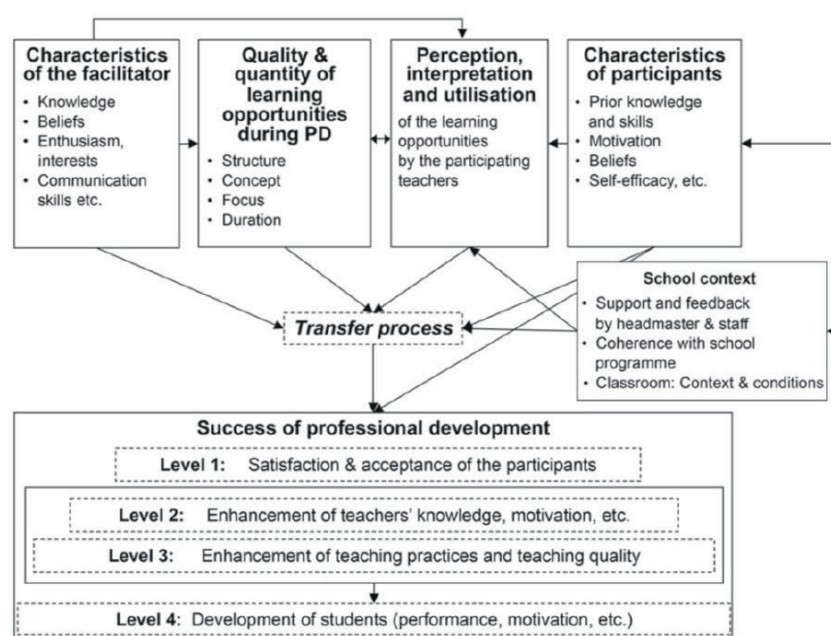 Characteristics
of the facilitator
• Knowledge
• Beliefs
• Enthusiasm,
interests
• Communication
skills etc.
Quality &
quantity of
learning
opportunities
during PD
• Structure
• Concept
• Focus
• Duration
Perception,
interpretation
and utilisation
of the learning
opportunities
by the participating
teachers
Characteristics
of participants
• Prior knowledge
and skills
• Motivation
• Beliefs
• Self-efficacy, etc.
School context
• Support and feedback
by headmaster & staff
• Coherence with school
programme
• Classroom: Context & conditions
Transfer process
Success of professional development
Level 1: Satisfaction & acceptance of the participants
Level 2: Enhancement of teachers' knowledge, motivation, etc.
Level 3: Enhancement of teaching practices and teaching quality
Level 4: Development of students (performance, motivation, etc.)